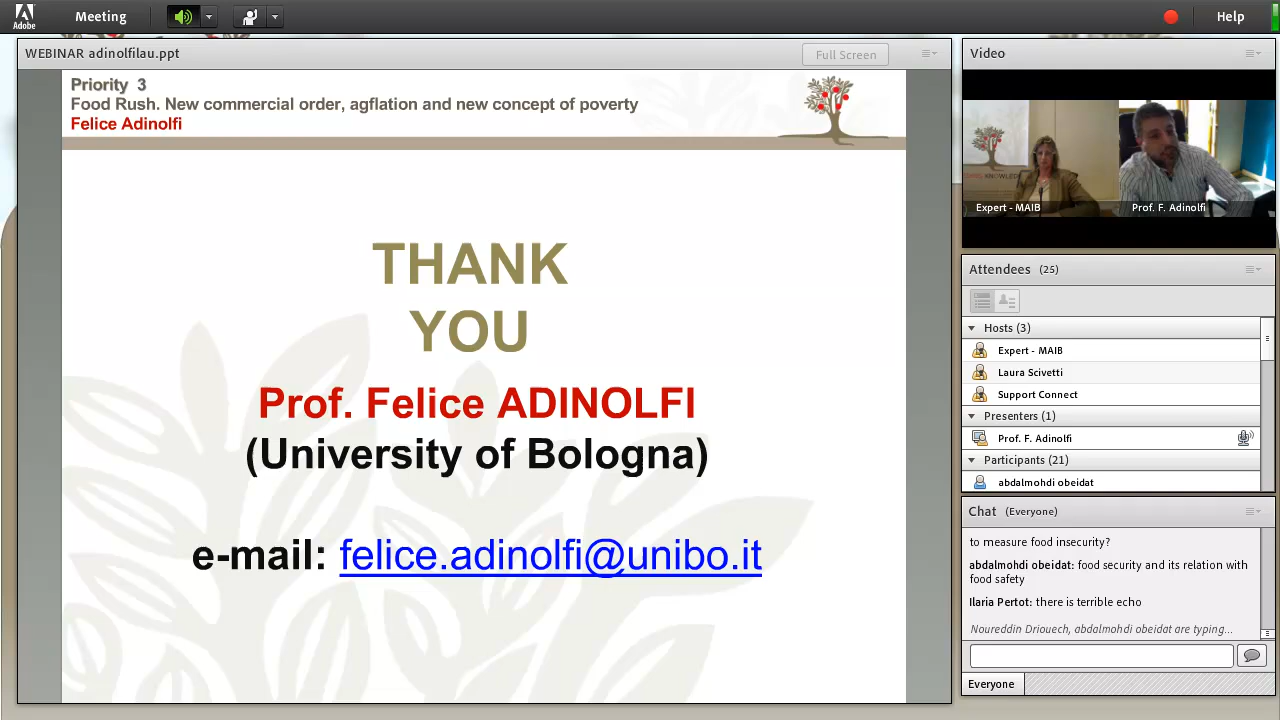 Adobe
Meeting
Help
WEBINAR adinolfilau.ppt
Full Screen
Priority 3
Food Rush. New commercial order, agflation and new concept of poverty
Felice Adinolfi
THANK
YOU
Prof. Felice ADINOLFI
(University of Bologna)
e-mail: felice.adinolfi@unibo.it
Video
Expert - MAIB
Prof. F. Adinolfi
Attendees (25)
Hosts (3)
Expert - MAIB
Laura Scivetti
Support Connect
Presenters (1)
Prof. F. Adinolfi
Participants (21)
abdalmohdi obeidat
Chat (Everyone)
to measure food insecurity?
abdalmohdi obeidat: food security and its relation with
food safety
Ilaria Pertot: there is terrible echo
Noureddin Driouech, abdalmohdi obeidat are typing...
Everyone